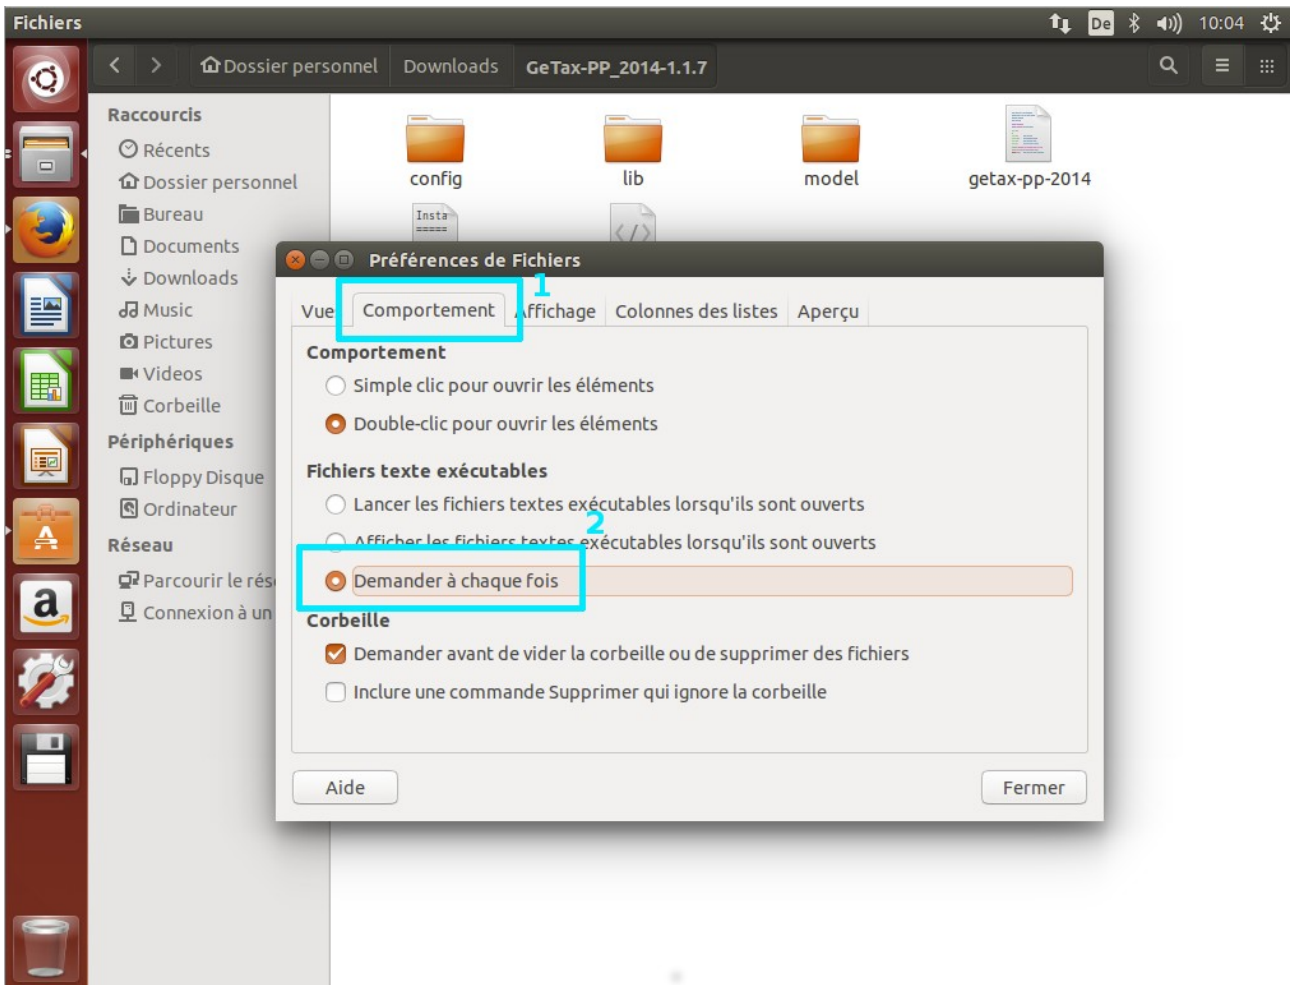 Fichiers
De
10:04
Dossier personnel Downloads GeTax-PP_2014-1.1.7
Raccourcis
Récents
Dossier personnel
Bureau
Documents
Downloads
Music
Pictures
Videos
Corbeille
Périphériques
Floppy Disque
Ordinateur
Réseau
Parcourir le rés
Connexion à un
config
lib
model
getax-pp-2014
Insta
Préférences de Fichiers
1
Vue Comportement Affichage Colonnes des listes Aperçu
Comportement
Simple clic pour ouvrir les éléments
Double-clic pour ouvrir les éléments
Fichiers texte exécutables
Lancer les fichiers textes exécutables lorsqu'ils sont ouverts
2
Afficher les fichiers textes exécutables lorsqu'ils sont ouverts
Demander à chaque fois
Corbeille
Demander avant de vider la corbeille ou de supprimer des fichiers
Inclure une commande Supprimer qui ignore la corbeille
Aide
Fermer